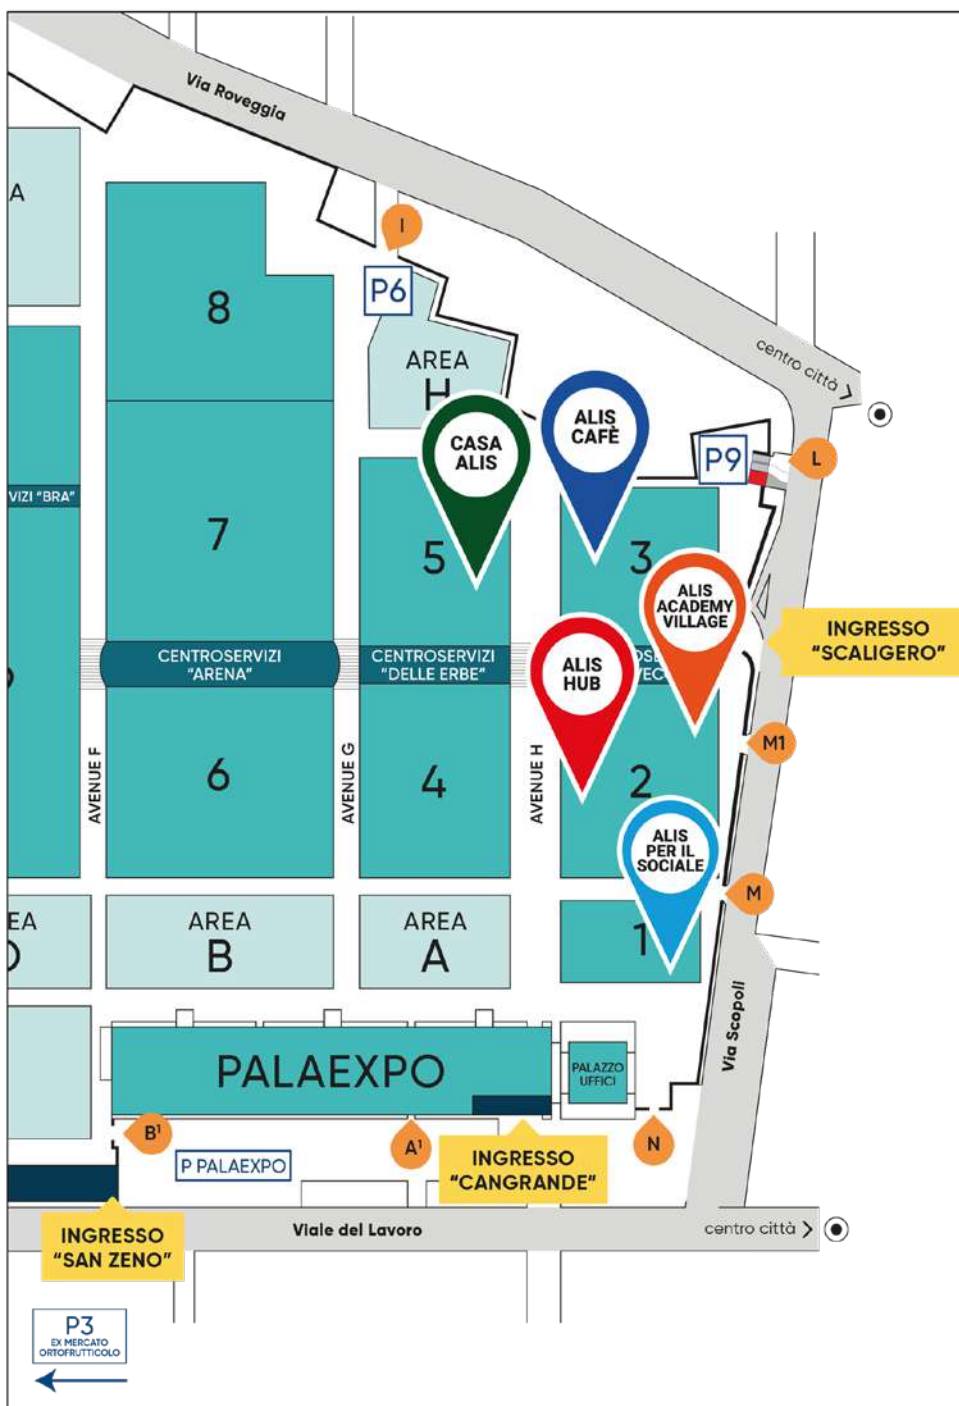 Via Roveggia
A
I
P6
8
AREA
H
centro città
CASA
ALIS
ALIS
CAFÈ
P9
L
VIZI "BRA"
7
5
3
ALIS
ACADEMY
VILLAGE
INGRESSO
"SCALIGERO"
CENTROSERVIZI
"ARENA"
CENTROSERVIZI
"DELLE ERBE"
ALIS
HUB
AVENUE F
AVENUE G
AVENUE H
M1
6
4
2
ALIS
PER IL
SOCIALE
M
EA
AREA
B
AREA
A
1
Via Scopoli
PALAEXPO
PALAZZO
UFFICI
B¹
A¹
N
P PALAEXPO
INGRESSO
"CANGRANDE"
INGRESSO
"SAN ZENO"
Viale del Lavoro
centro città
P3
EX MERCATO
ORTOFRUTTICOLO